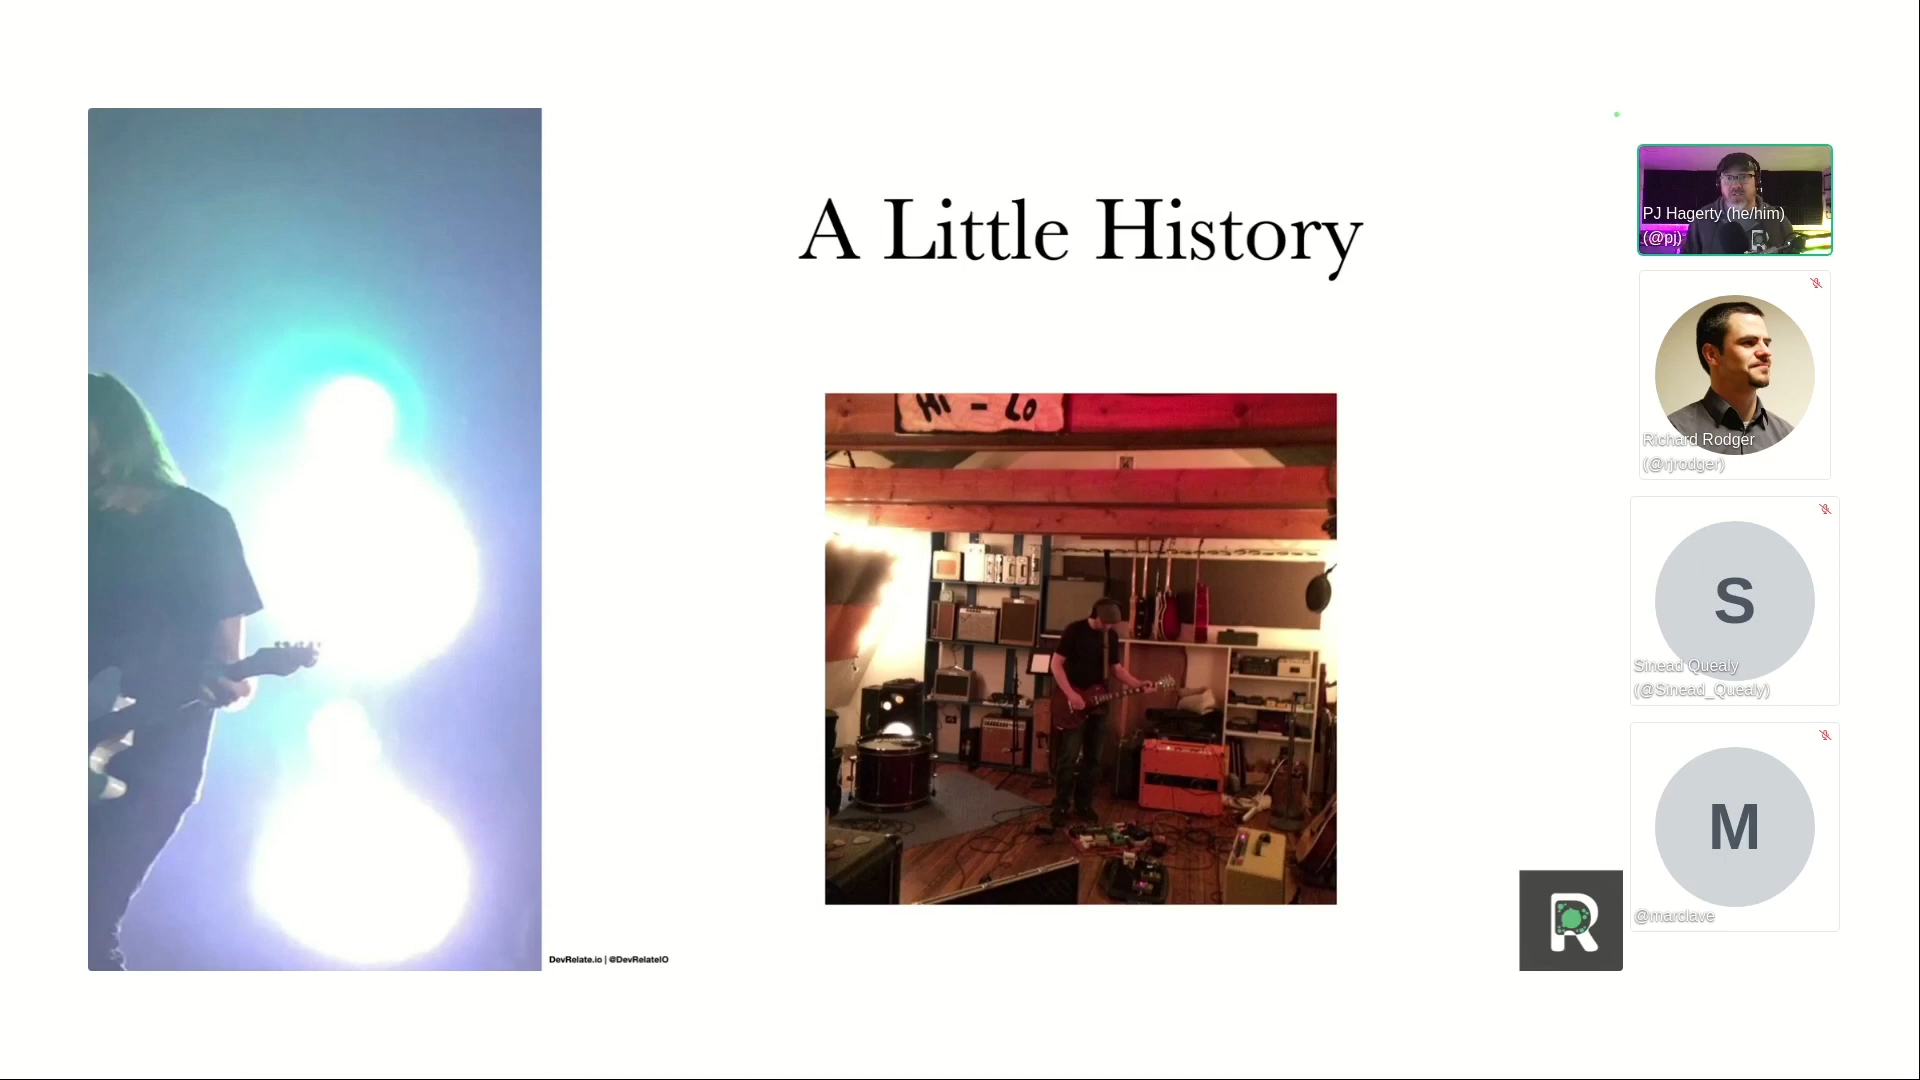 A Little History
HI - LO
DevRelate.io | @DevRelateIO
R
PJ Hagerty (he/him)
(@pj)
Richard Rodger
(@rjrodger)
S
Sinead Quealy
(@Sinead_Quealy)
M
@marclave